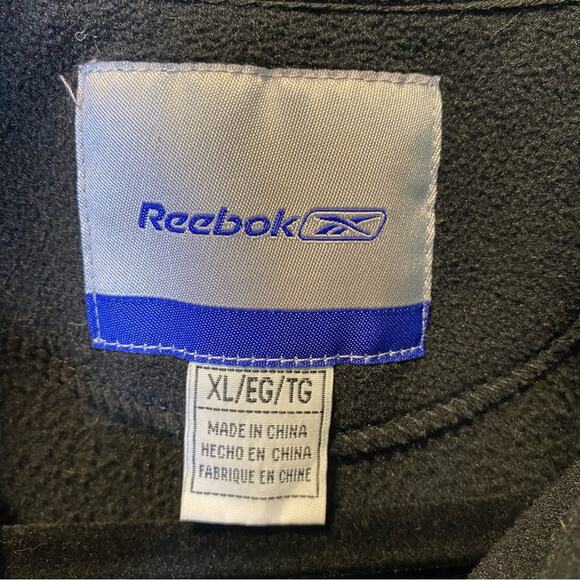 Reebok
XL/EG/TG
MADE IN CHINA
HECHO EN CHINA
FABRIQUE EN CHINE